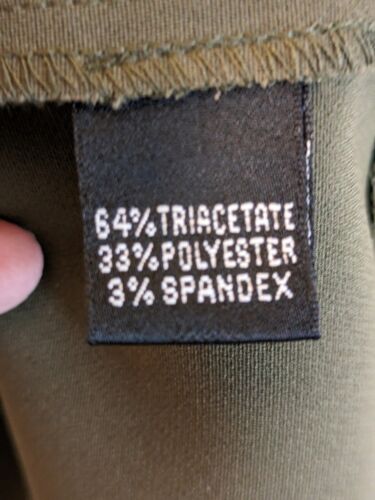 64% TRIACETATE
33% POLYESTER
3% SPANDEX